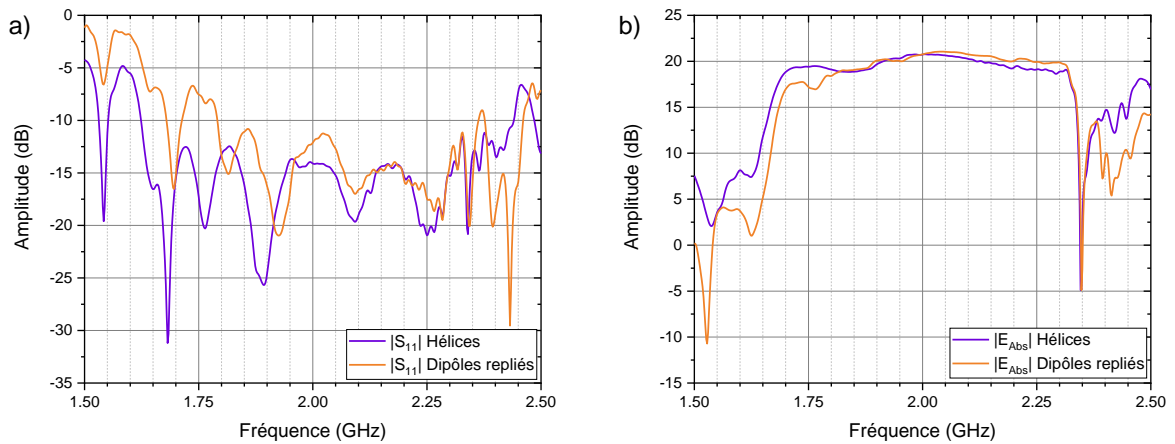 a)
Amplitude (dB)
0
-5
-10
-15
-20
-25
-30
-35
1.50
1.75
2.00
2.25
2.50
Fréquence (GHz)
|S11| Hélices
|S11| Dipôles repliés
b)
Amplitude (dB)
25
20
15
10
5
0
-5
-10
-15
1.50
1.75
2.00
2.25
2.50
Fréquence (GHz)
|EAbs| Hélices
|EAbs| Dipôles repliés